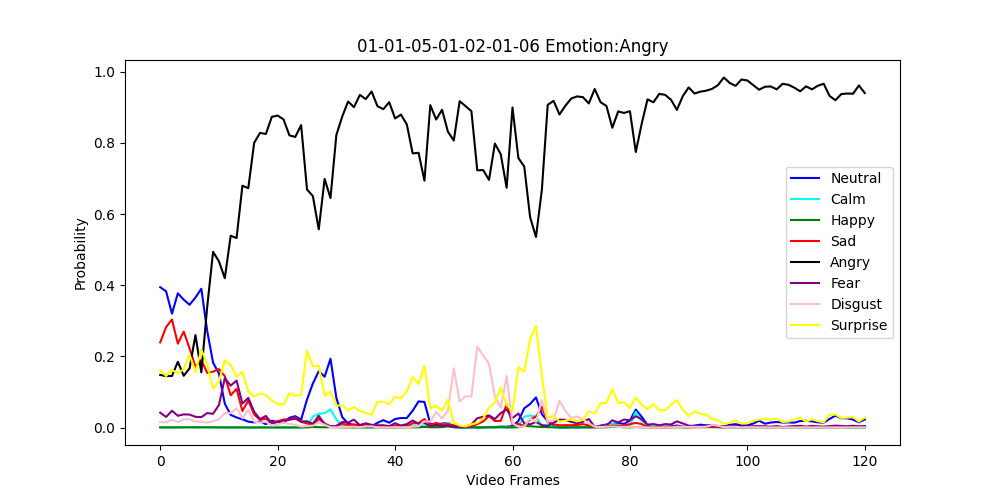 01-01-05-01-02-01-06 Emotion:Angry
1.0
0.8
0.6
0.4
0.2
0.0
Probability
0 20 40 60 80 100 120
Video Frames
Neutral
Calm
Happy
Sad
Angry
Fear
Disgust
Surprise